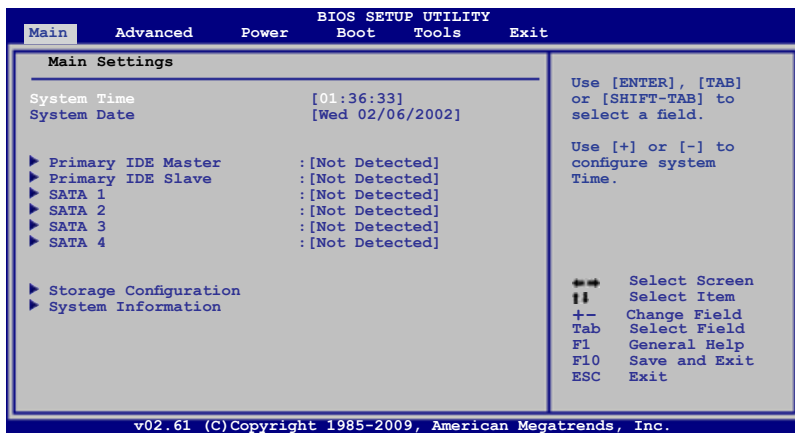 BIOS SETUP UTILITY
Main Advanced Power Boot Tools Exit
Main Settings
System Time [01:36:33]
System Date [Wed 02/06/2002]
Primary IDE Master :[Not Detected]
Primary IDE Slave :[Not Detected]
SATA 1 :[Not Detected]
SATA 2 :[Not Detected]
SATA 3 :[Not Detected]
SATA 4 :[Not Detected]
Storage Configuration
System Information
Use [ENTER], [TAB]
or [SHIFT-TAB] to
select a field.
Use [+] or [-] to
configure system
Time.
Select Screen
Select Item
+- Change Field
Tab Select Field
F1 General Help
F10 Save and Exit
ESC Exit
v02.61 (C)Copyright 1985-2009, American Megatrends, Inc.